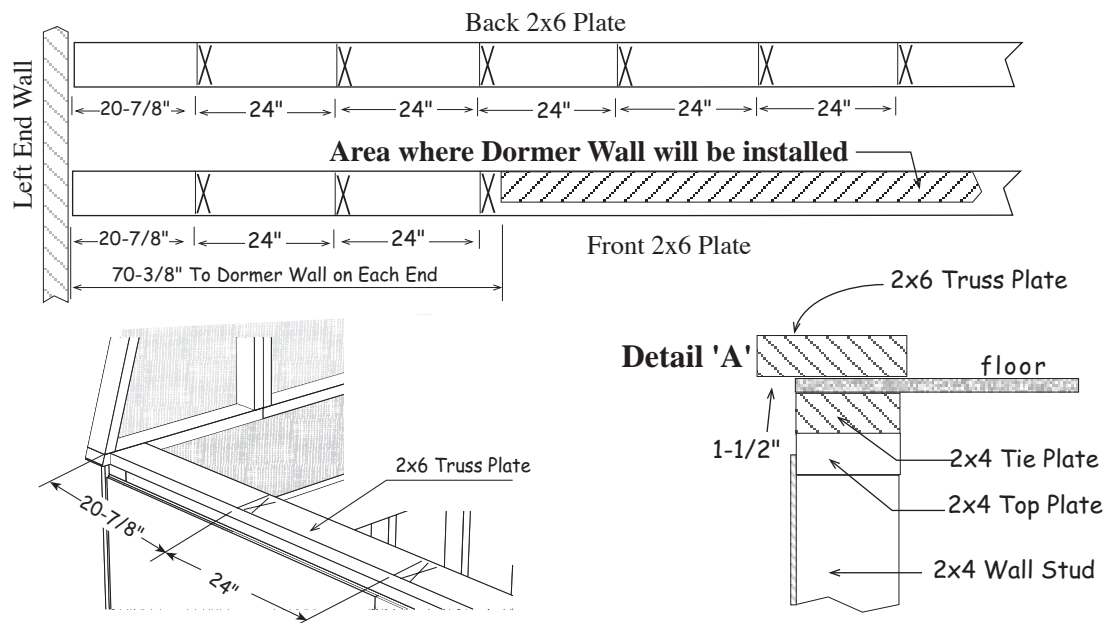 Back 2x6 Plate
Left End Wall
20-7/8" 24" 24" 24" 24" 24"
Area where Dormer Wall will be installed
20-7/8" 24" 24"
Front 2x6 Plate
70-3/8" To Dormer Wall on Each End
2x6 Truss Plate
Detail 'A'
floor
1-1/2"
2x4 Tie Plate
2x4 Top Plate
2x4 Wall Stud
2x6 Truss Plate
20-7/8"
24"